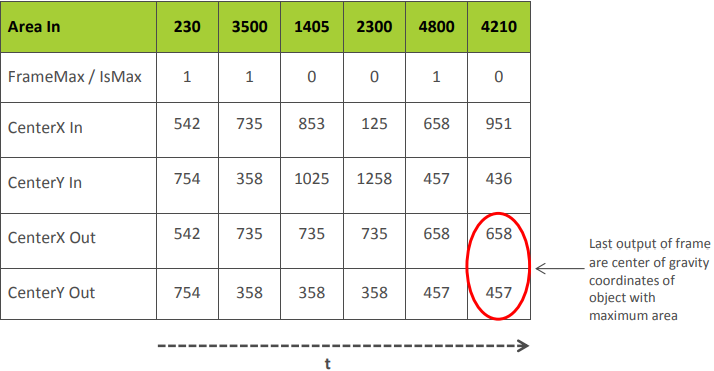 Area In 230 3500 1405 2300 4800 4210
FrameMax / IsMax 1 1 0 0 1 0
CenterX In 542 735 853 125 658 951
CenterY In 754 358 1025 1258 457 436
CenterX Out 542 735 735 735 658 658
CenterY Out 754 358 358 358 457 457
Last output of frame
are center of gravity
coordinates of
object with
maximum area
t